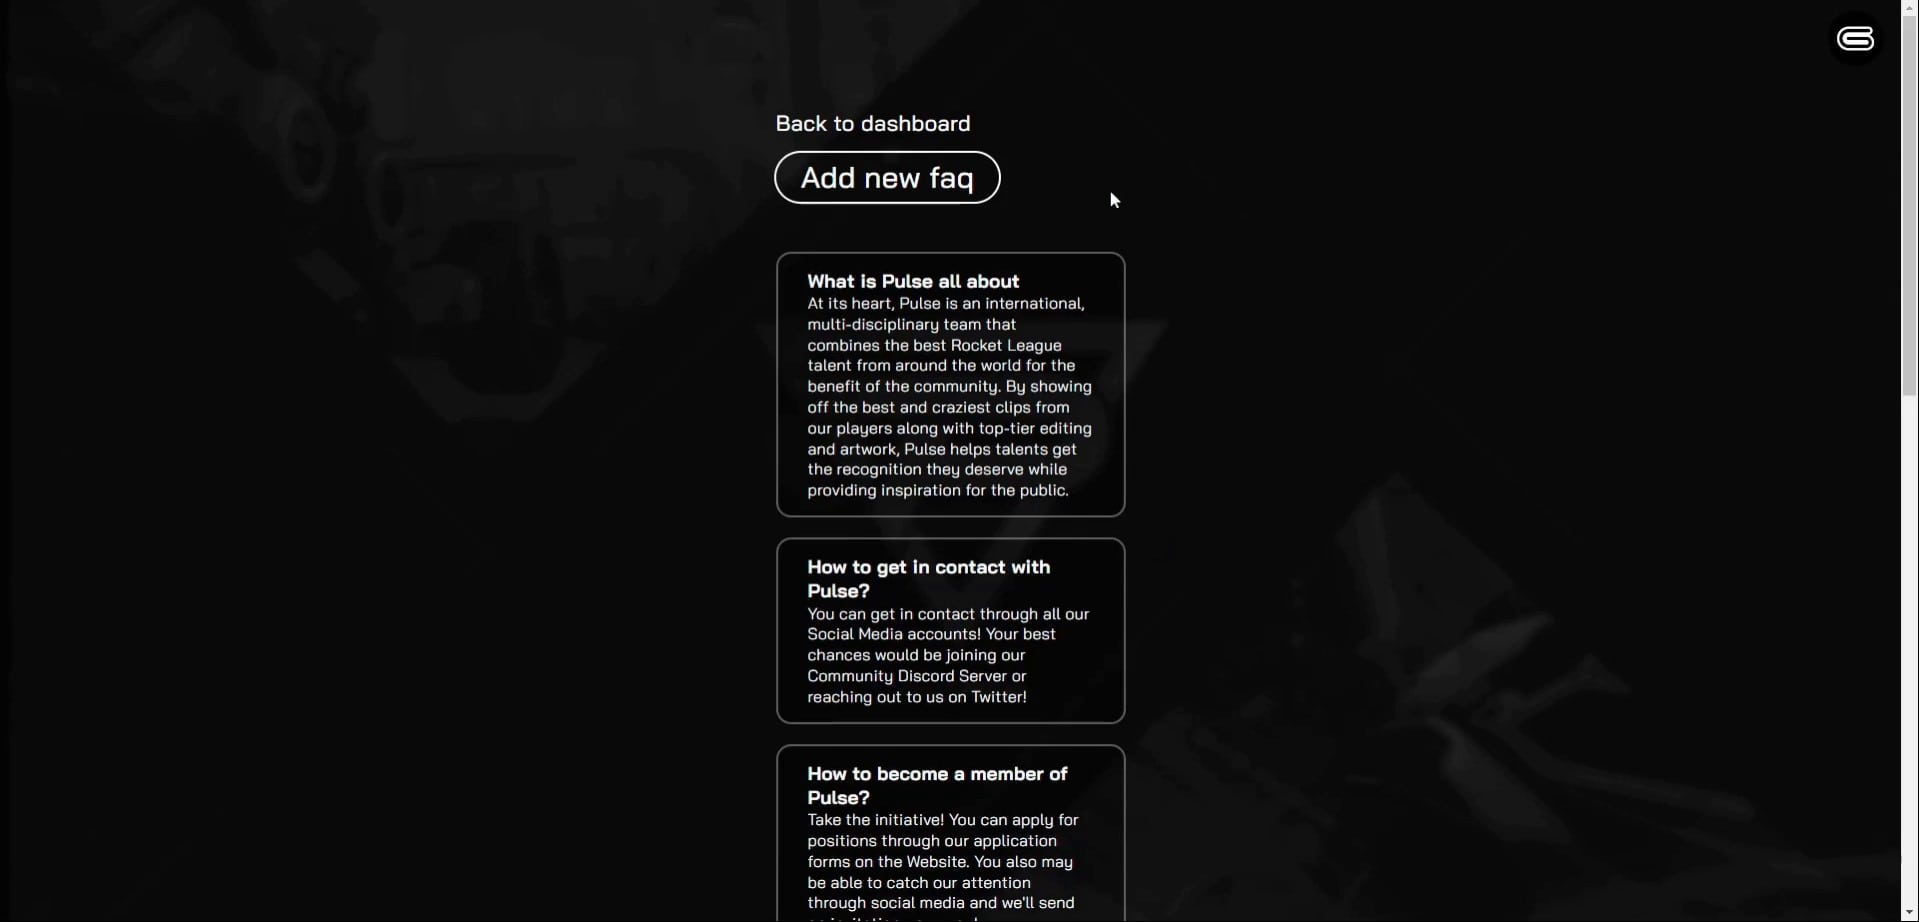 Back to dashboard
Add new faq
What is Pulse all about
At its heart, Pulse is an international,
multi-disciplinary team that
combines the best Rocket League
talent from around the world for the
benefit of the community. By showing
off the best and craziest clips from
our players along with top-tier editing
and artwork, Pulse helps talents get
the recognition they deserve while
providing inspiration for the public.
How to get in contact with
Pulse?
You can get in contact through all our
Social Media accounts! Your best
chances would be joining our
Community Discord Server or
reaching out to us on Twitter!
How to become a member of
Pulse?
Take the initiative! You can apply for
positions through our application
forms on the Website. You also may
be able to catch our attention
through social media and we'll send